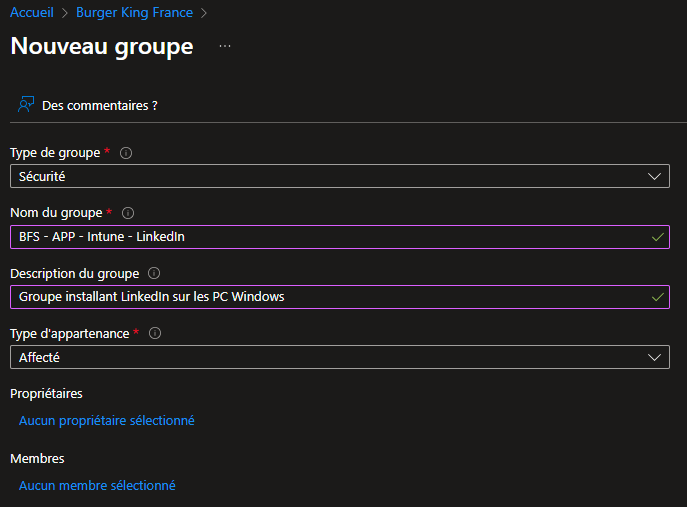 Accueil > Burger King France >
Nouveau groupe ...
Des commentaires ?
Type de groupe *
Sécurité
Nom du groupe *
BFS - APP - Intune - LinkedIn
Description du groupe
Groupe installant LinkedIn sur les PC Windows
Type d'appartenance *
Affecté
Propriétaires
Aucun propriétaire sélectionné
Membres
Aucun membre sélectionné